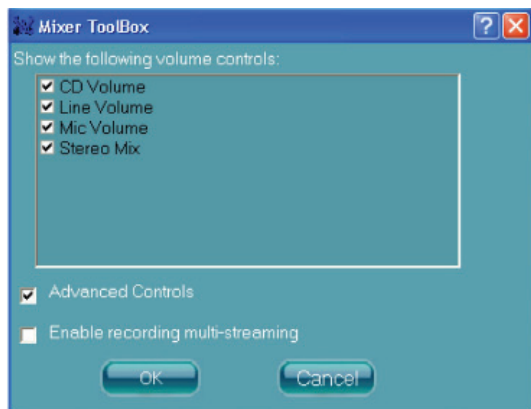 Mixer ToolBox
Show the following volume controls:
CD Volume
Line Volume
Mic Volume
Stereo Mix
Advanced Controls
Enable recording multi-streaming
OK
Cancel